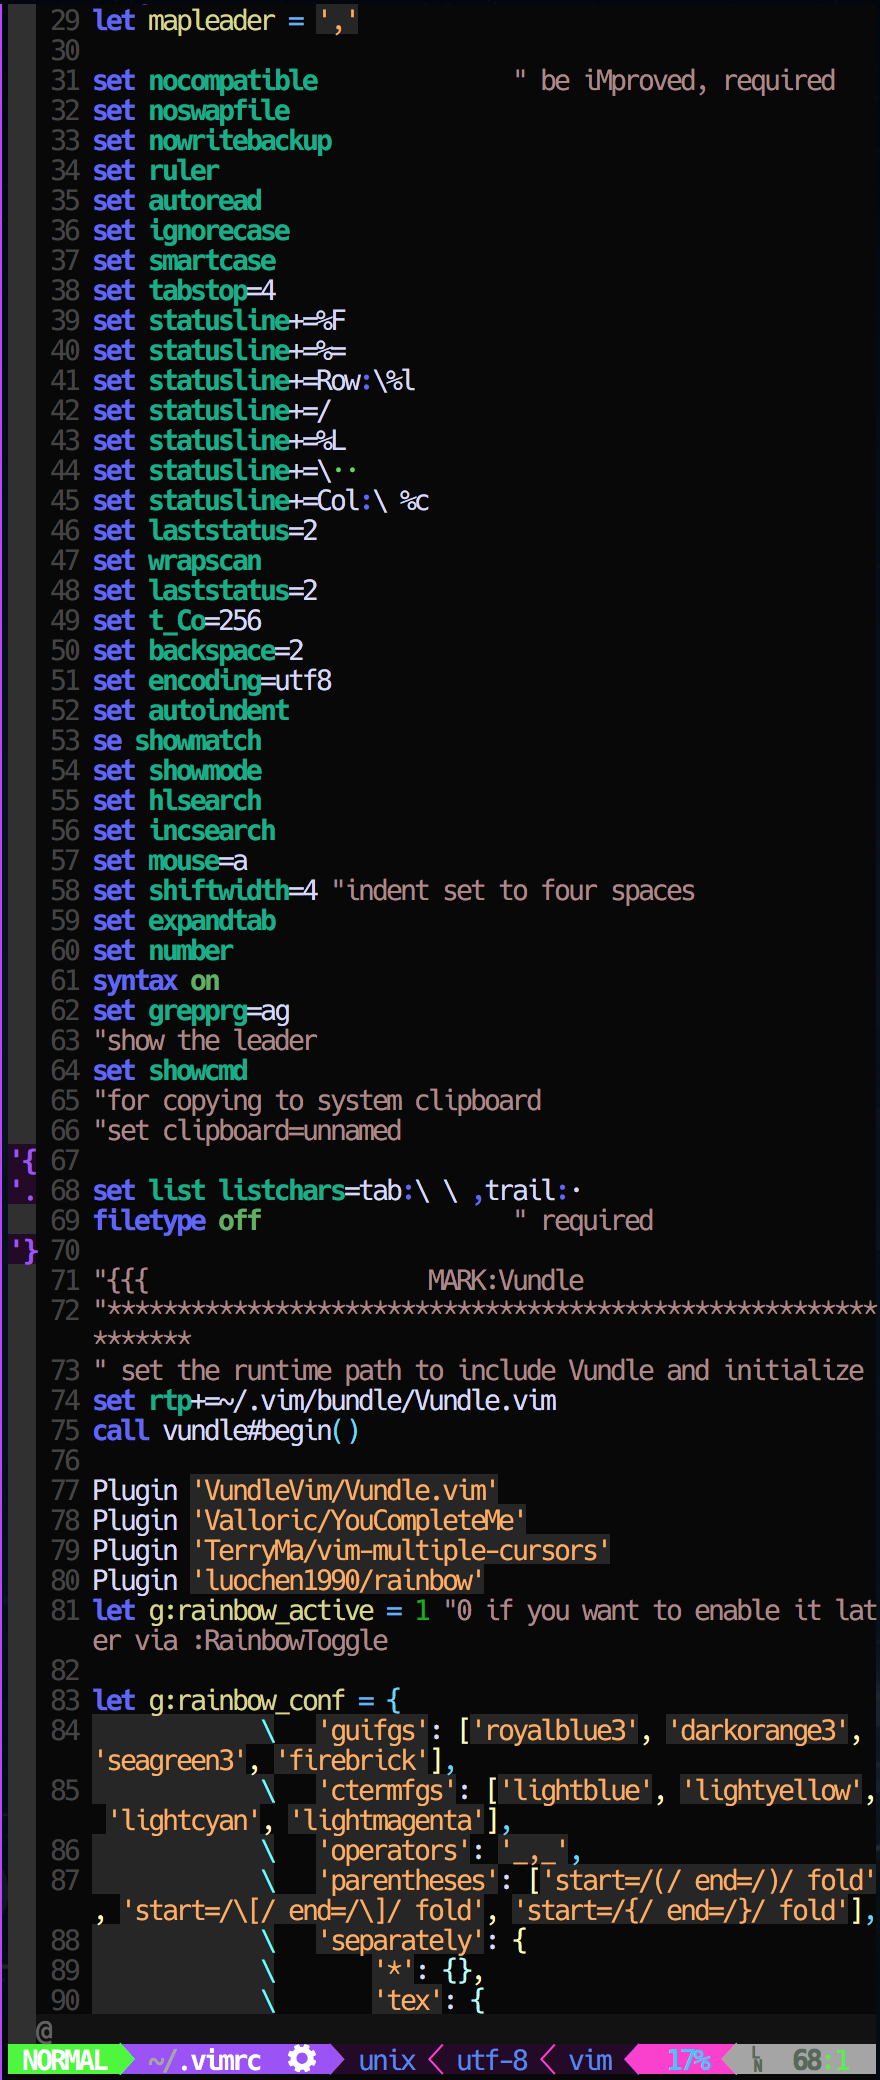 29 let mapleader = ','
30
31 set nocompatible              " be iMproved, required
32 set noswapfile
33 set nowritebackup
34 set ruler
35 set autoread
36 set ignorecase
37 set smartcase
38 set tabstop=4
39 set statusline+=%F
40 set statusline+=%=
41 set statusline+=Row:\%l
42 set statusline+=/
43 set statusline+=%L
44 set statusline+=\··
45 set statusline+=Col:\ %c
46 set laststatus=2
47 set wrapscan
48 set laststatus=2
49 set t_Co=256
50 set backspace=2
51 set encoding=utf8
52 set autoindent
53 se showmatch
54 set showmode
55 set hlsearch
56 set incsearch
57 set mouse=a
58 set shiftwidth=4 "indent set to four spaces
59 set expandtab
60 set number
61 syntax on
62 set grepprg=ag
63 "show the leader
64 set showcmd
65 "for copying to system clipboard
66 "set clipboard=unnamed
'{ 67
'. 68 set list listchars=tab:\ \ ,trail:·
69 filetype off                  " required
'} 70
71 "{{{                    MARK:Vundle
72 "*******************************************************
*******
73 " set the runtime path to include Vundle and initialize
74 set rtp+=~/.vim/bundle/Vundle.vim
75 call vundle#begin()
76
77 Plugin 'VundleVim/Vundle.vim'
78 Plugin 'Valloric/YouCompleteMe'
79 Plugin 'TerryMa/vim-multiple-cursors'
80 Plugin 'luochen1990/rainbow'
81 let g:rainbow_active = 1 "0 if you want to enable it lat
er via :RainbowToggle
82
83 let g:rainbow_conf = {
84             \   'guifgs': ['royalblue3', 'darkorange3',
'seagreen3', 'firebrick'],
85             \   'ctermfgs': ['lightblue', 'lightyellow',
'lightcyan', 'lightmagenta'],
86             \   'operators': '_,_',
87             \   'parentheses': ['start=/(/ end=/)/ fold'
, 'start=/\[/ end=/\]/ fold', 'start=/{/ end=/}/ fold'],
88             \   'separately': {
89             \       '*': {},
90             \       'tex': {
@
NORMAL ~/.vimrc unix utf-8 vim 17% LN 68:1